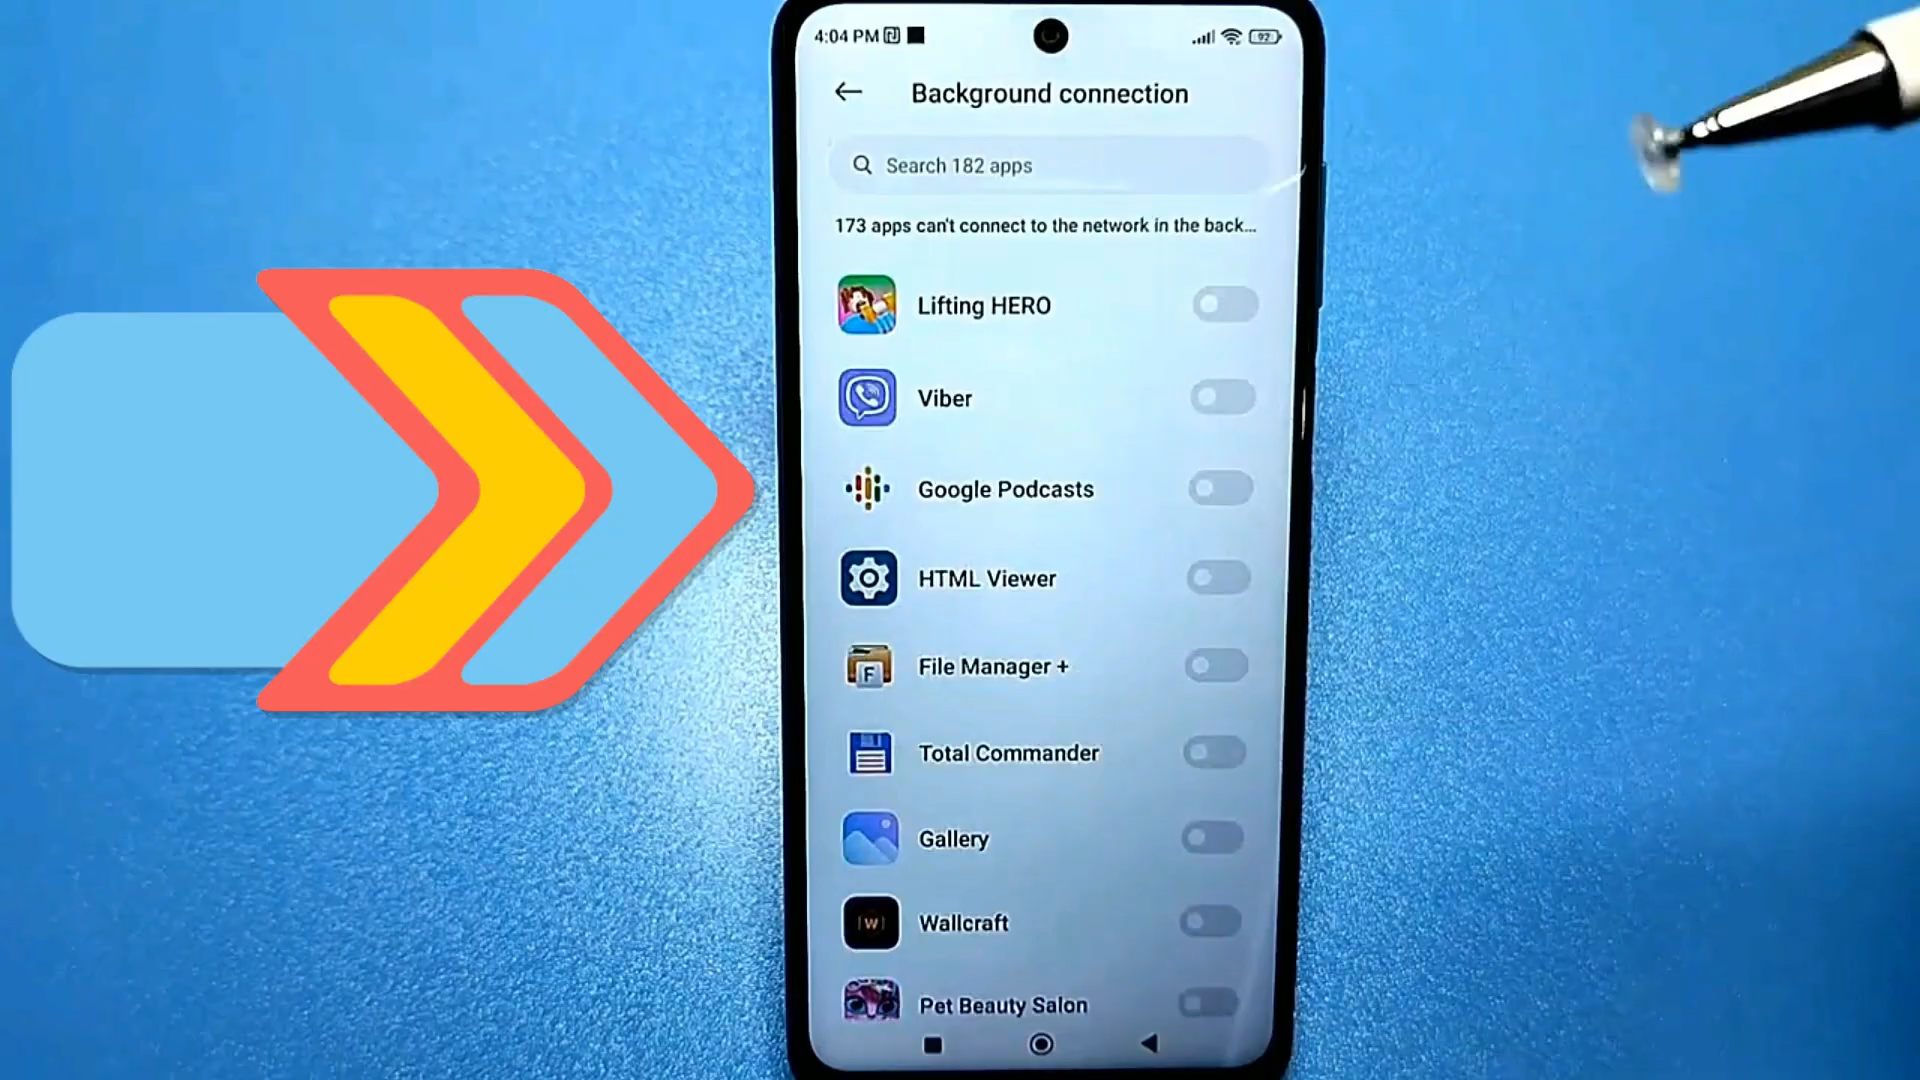 4:04 PM
92
Background connection
Search 182 apps
173 apps can't connect to the network in the back...
Lifting HERO
Viber
Google Podcasts
HTML Viewer
File Manager +
F
Total Commander
Gallery
W
Wallcraft
Pet Beauty Salon